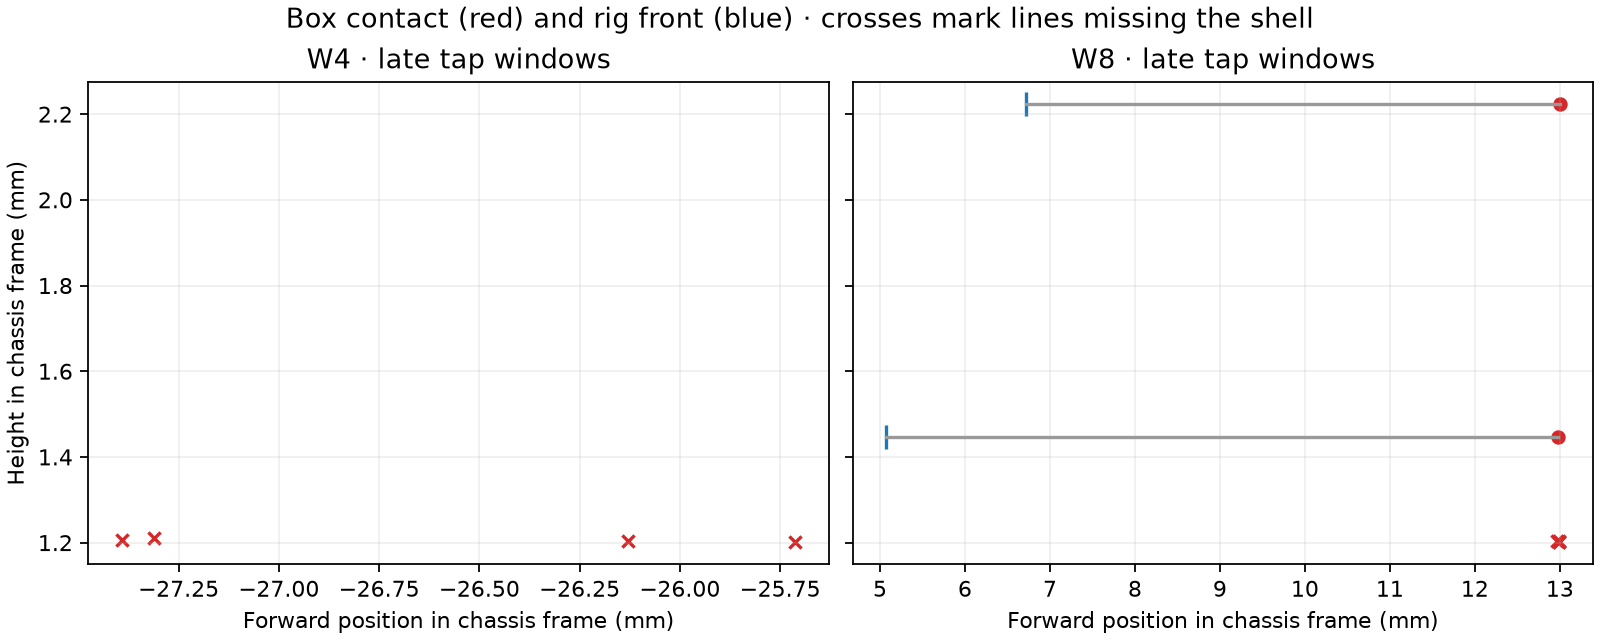 Box contact (red) and rig front (blue) · crosses mark lines missing the shell
W4 · late tap windows
W8 · late tap windows
Height in chassis frame (mm)
2.2
2.0
1.8
1.6
1.4
1.2
−27.25 −27.00 −26.75 −26.50 −26.25 −26.00 −25.75
5 6 7 8 9 10 11 12 13
Forward position in chassis frame (mm)
Forward position in chassis frame (mm)